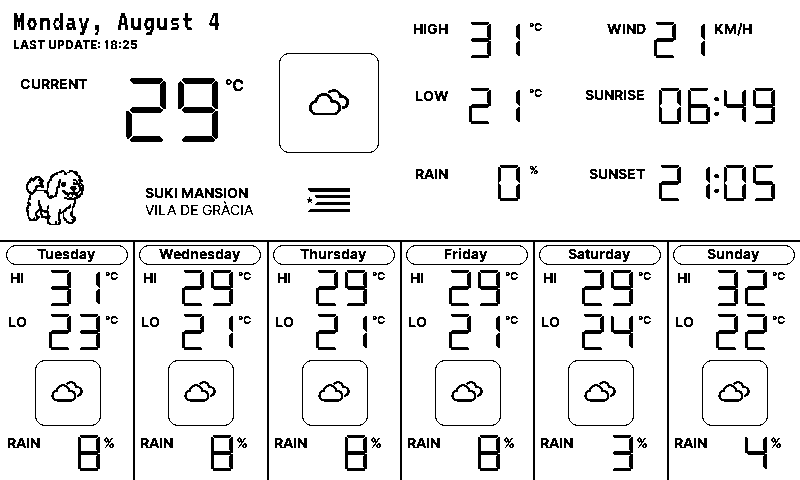 Monday, August 4
LAST UPDATE: 18:25
CURRENT 29 °C
HIGH 31 °C
WIND 21 KM/H
LOW 21 °C
SUNRISE 06:49
RAIN 0 %
SUNSET 21:05
SUKI MANSION
VILA DE GRÀCIA
Tuesday
HI 31 °C
LO 23 °C
RAIN 8 %
Wednesday
HI 29 °C
LO 21 °C
RAIN 8 %
Thursday
HI 29 °C
LO 21 °C
RAIN 8 %
Friday
HI 29 °C
LO 21 °C
RAIN 8 %
Saturday
HI 29 °C
LO 24 °C
RAIN 3 %
Sunday
HI 32 °C
LO 22 °C
RAIN 4 %